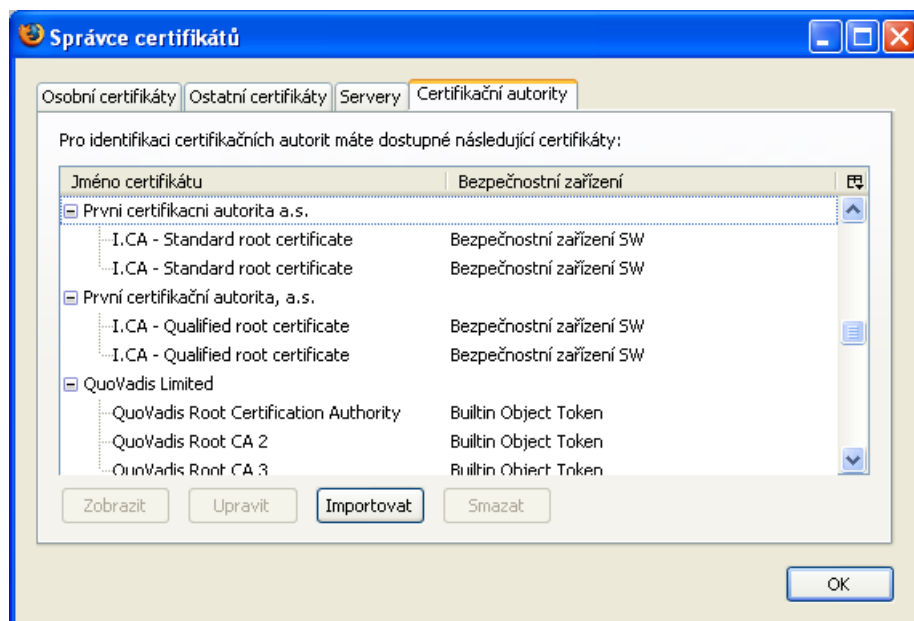 Správce certifikátů
Osobní certifikáty Ostatní certifikáty Servery Certifikační autority
Pro identifikaci certifikačních autorit máte dostupné následující certifikáty:
Jméno certifikátu Bezpečnostní zařízení
Prvni certifikacni autorita a.s.
I.CA - Standard root certificate Bezpečnostní zařízení SW
I.CA - Standard root certificate Bezpečnostní zařízení SW
První certifikační autorita, a.s.
I.CA - Qualified root certificate Bezpečnostní zařízení SW
I.CA - Qualified root certificate Bezpečnostní zařízení SW
QuoVadis Limited
QuoVadis Root Certification Authority Builtin Object Token
QuoVadis Root CA 2 Builtin Object Token
QuoVadis Root CA 3 Builtin Object Token
Zobrazit Upravit Importovat Smazat
OK